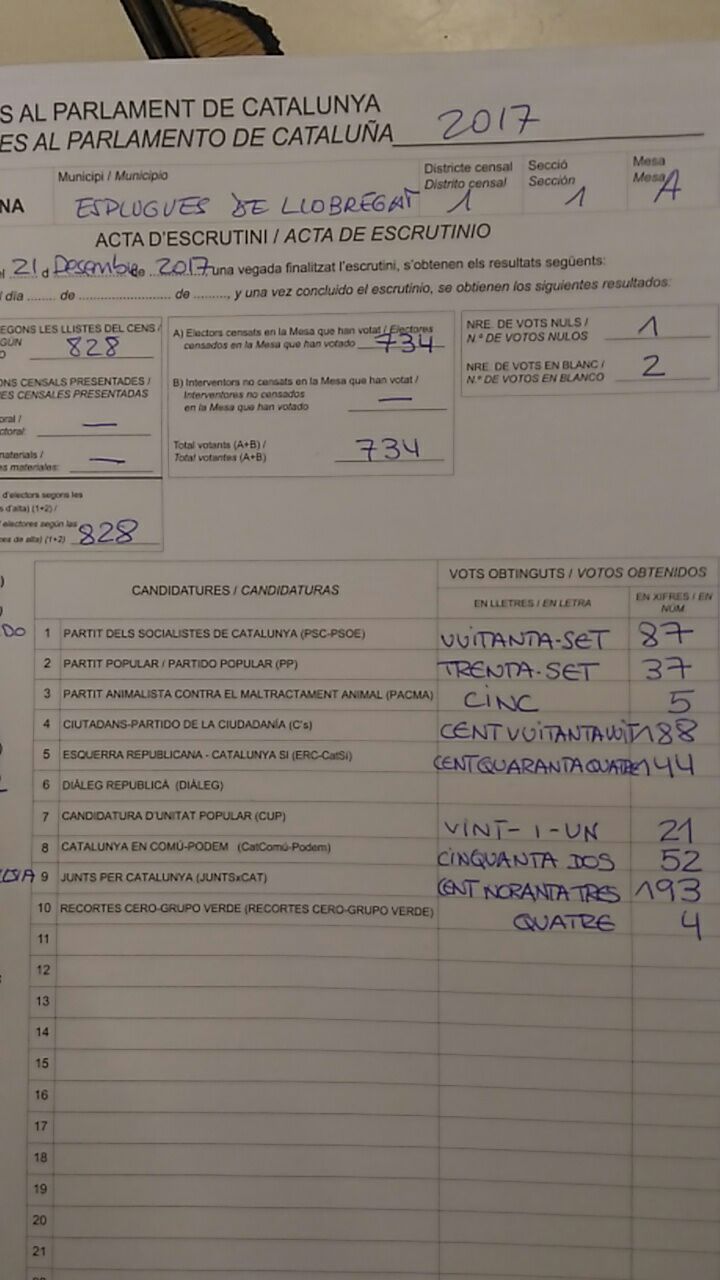 S AL PARLAMENT DE CATALUNYA
ES AL PARLAMENTO DE CATALUÑA 2017
NA
Municipi / Municipio
ESPLUGUES DE LLOBREGAT
Districte censal
Distrito censal
1
Secció
Sección
1
Mesa
Mesa
A
ACTA D'ESCRUTINI / ACTA DE ESCRUTINIO
el 21 d Desembre de 2017 una vegada finalitzat l'escrutini, s'obtenen els resultats següents:
l día ........ de ........................ de ........, y una vez concluido el escrutinio, se obtienen los siguientes resultados:
EGONS LES LLISTES DEL CENS /
GÚN
O 828
ONS CENSALS PRESENTADES /
ES CENSALES PRESENTADAS
oral /
ctoral: —
materials /
es materiales: —
d'electors segons les
s d'alta) (1+2) /
electores según las
nes de alta) (1+2) 828
A) Electors censats en la Mesa que han votat / Electores
censados en la Mesa que han votado 734
B) Interventors no censats en la Mesa que han votat /
Interventores no censados
en la Mesa que han votado —
Total votants (A+B) /
Total votantes (A+B) 734
NRE. DE VOTS NULS /
N.º DE VOTOS NULOS 1
NRE. DE VOTS EN BLANC /
N.º DE VOTOS EN BLANCO 2
CANDIDATURES / CANDIDATURAS
VOTS OBTINGUTS / VOTOS OBTENIDOS
EN LLETRES / EN LETRA
EN XIFRES / EN
NÚM
DO
1 PARTIT DELS SOCIALISTES DE CATALUNYA (PSC-PSOE) VUITANTA-SET 87
2 PARTIT POPULAR / PARTIDO POPULAR (PP) TRENTA-SET 37
3 PARTIT ANIMALISTA CONTRA EL MALTRACTAMENT ANIMAL (PACMA) CINC 5
4 CIUTADANS-PARTIDO DE LA CIUDADANÍA (C's) CENT VUITANTA VUIT 188
5 ESQUERRA REPUBLICANA - CATALUNYA SÍ (ERC-CatSí) CENT QUARANTA QUATRE 144
6 DIÀLEG REPUBLICÀ (DIÀLEG)
7 CANDIDATURA D'UNITAT POPULAR (CUP) VINT-I-UN 21
8 CATALUNYA EN COMÚ-PODEM (CatComú-Podem) CINQUANTA DOS 52
9 JUNTS PER CATALUNYA (JUNTSxCAT) CENT NORANTA TRES 193
10 RECORTES CERO-GRUPO VERDE (RECORTES CERO-GRUPO VERDE) QUATRE 4
11
12
13
14
15
16
17
18
19
20
21